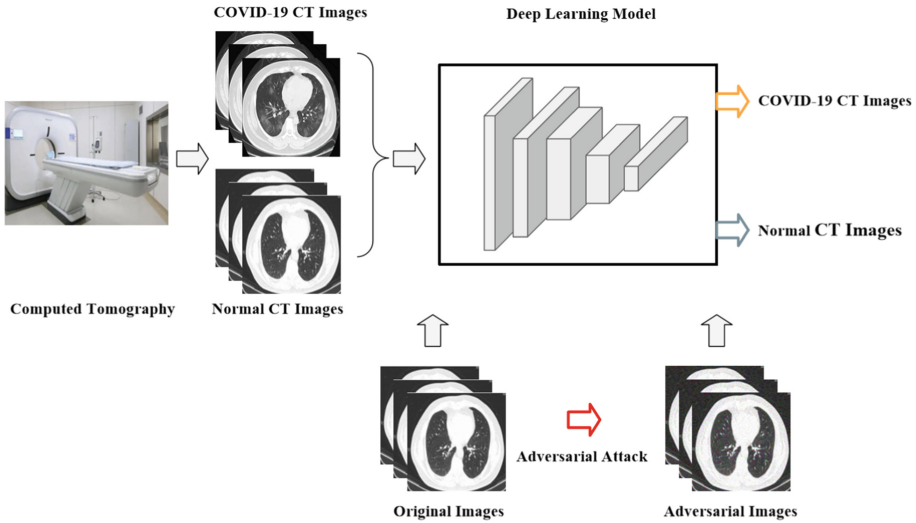 COVID-19 CT Images
Deep Learning Model
COVID-19 CT Images
Normal CT Images
Computed Tomography
Normal CT Images
Adversarial Attack
Original Images
Adversarial Images